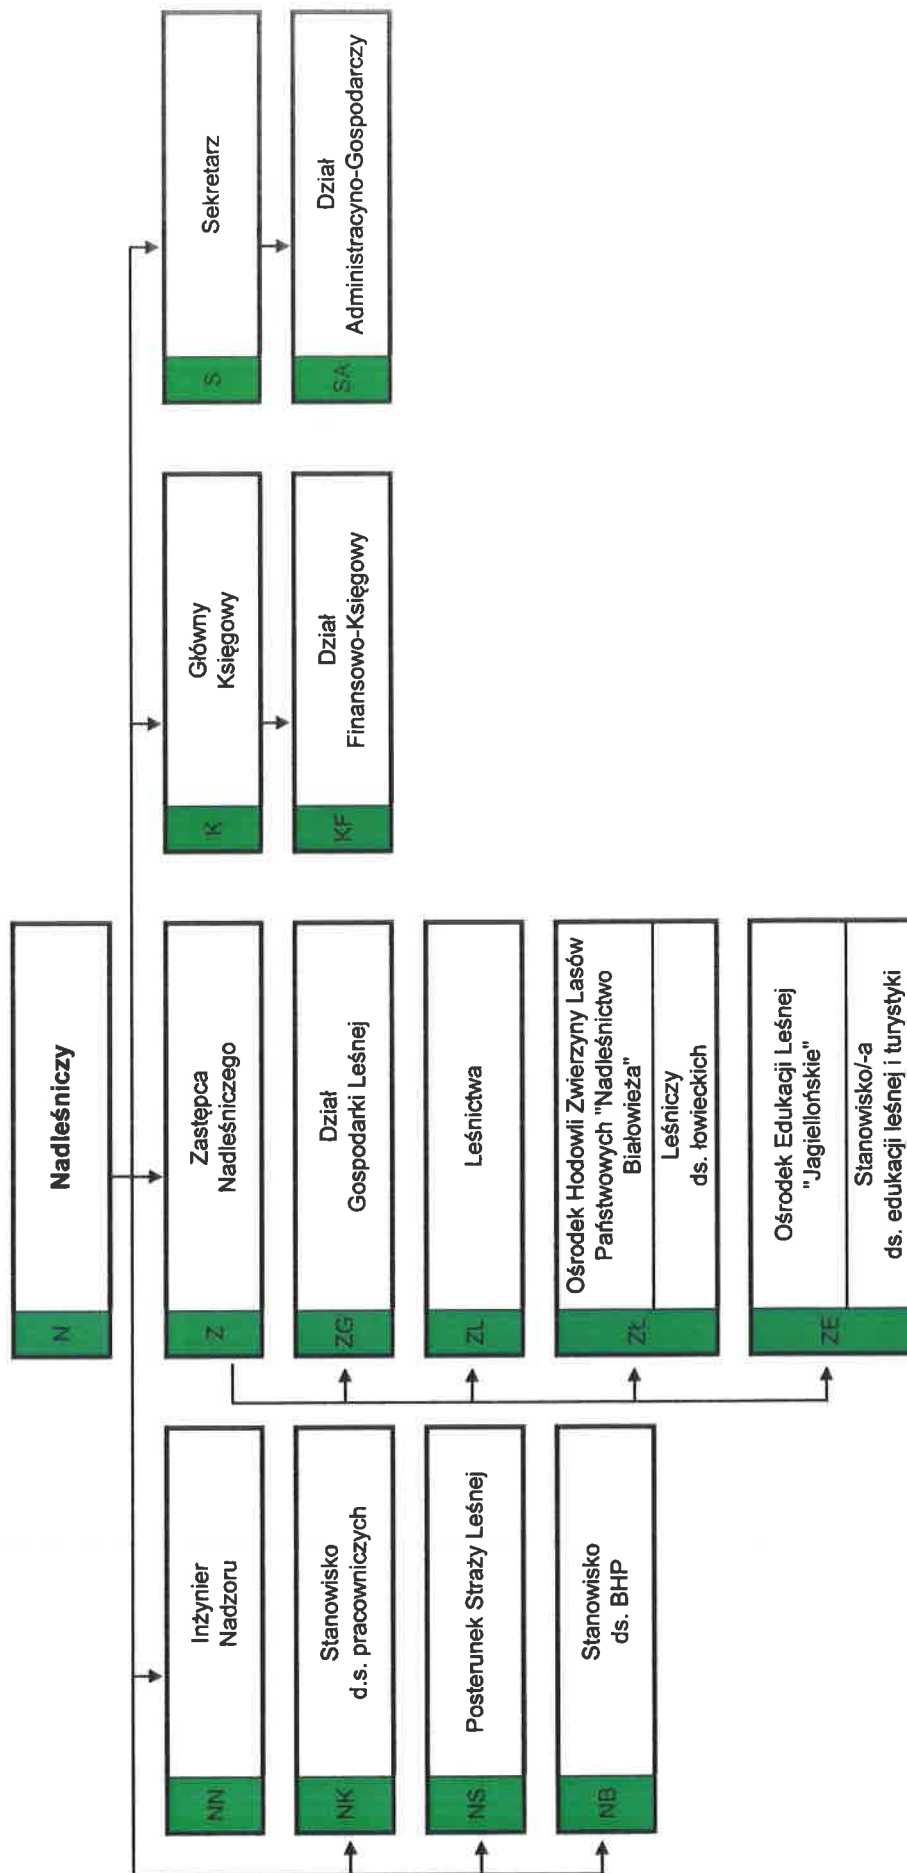 N
Nadleśniczy
NN
Inżynier
Nadzoru
NK
Stanowisko
d.s. pracowniczych
NS
Posterunek Straży Leśnej
NB
Stanowisko
ds. BHP
Z
Zastępca
Nadleśniczego
ZG
Dział
Gospodarki Leśnej
ZL
Leśnictwa
ZŁ
Ośrodek Hodowli Zwierzyny Lasów
Państwowych "Nadleśnictwo
Białowieża"
Leśniczy
ds. łowieckich
ZE
Ośrodek Edukacji Leśnej
"Jagiellońskie"
Stanowisko/-a
ds. edukacji leśnej i turystyki
K
Główny
Księgowy
KF
Dział
Finansowo-Księgowy
S
Sekretarz
SA
Dział
Administracyno-Gospodarczy